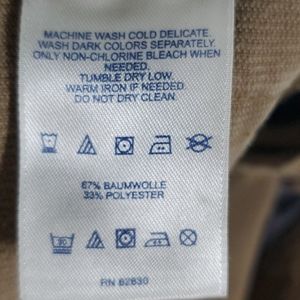 MACHINE WASH COLD DELICATE.
WASH DARK COLORS SEPARATELY.
ONLY NON-CHLORINE BLEACH WHEN
NEEDED.
TUMBLE DRY LOW.
WARM IRON IF NEEDED.
DO NOT DRY CLEAN.
67% BAUMWOLLE
33% POLYESTER
RN 62830